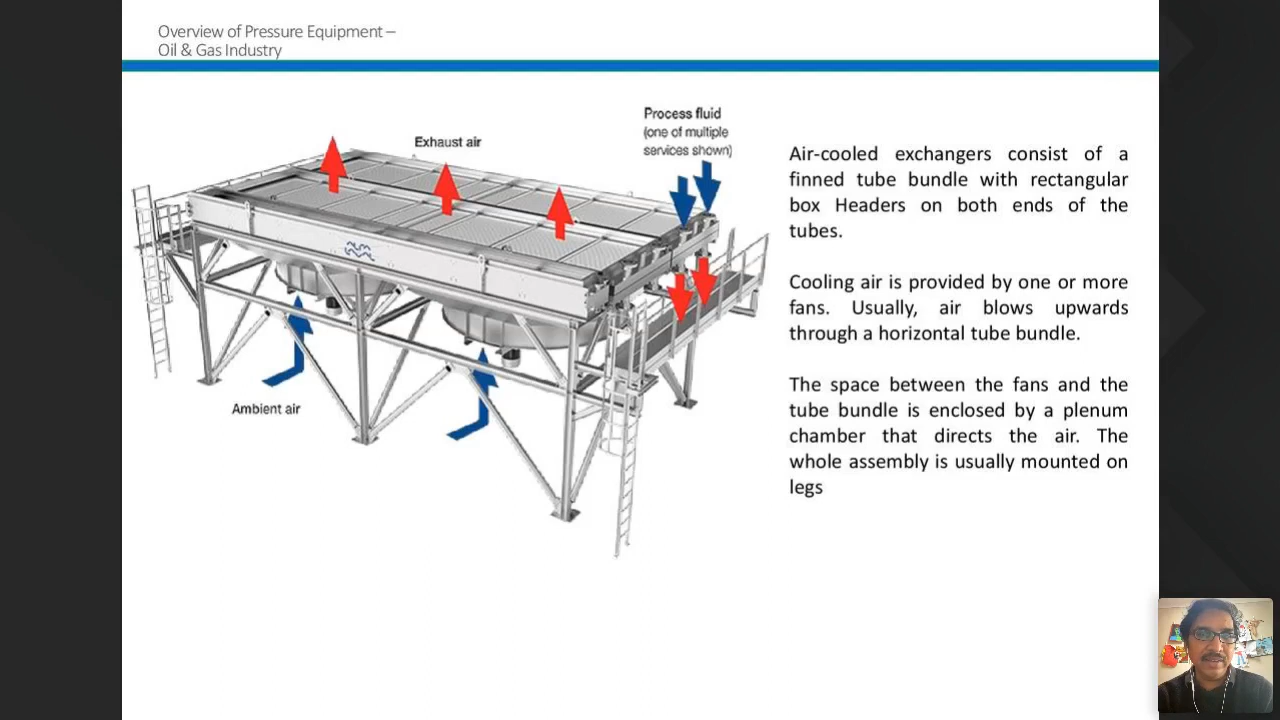 Overview of Pressure Equipment –
Oil & Gas Industry
Process fluid
(one of multiple
services shown)
Exhaust air
Ambient air
Air-cooled exchangers consist of a
finned tube bundle with rectangular
box Headers on both ends of the
tubes.
Cooling air is provided by one or more
fans. Usually, air blows upwards
through a horizontal tube bundle.
The space between the fans and the
tube bundle is enclosed by a plenum
chamber that directs the air. The
whole assembly is usually mounted on
legs